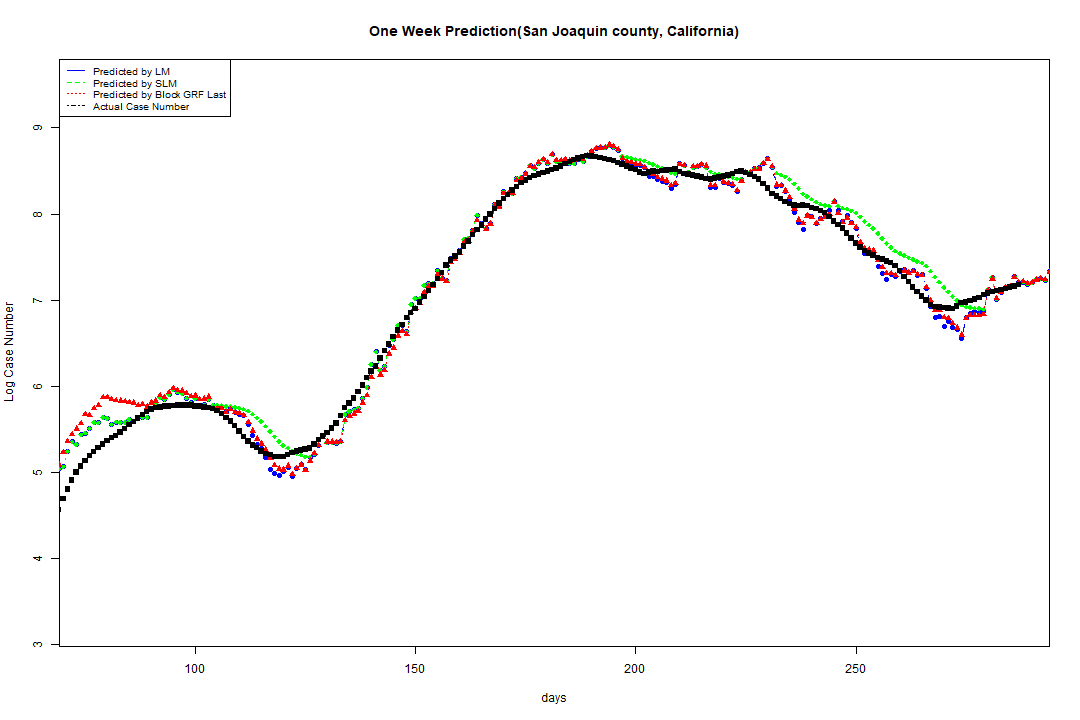 One Week Prediction(San Joaquin county, California)
Predicted by LM
Predicted by SLM
Predicted by Block GRF Last
Actual Case Number
Log Case Number
9
8
7
6
5
4
3
100
150
200
250
days